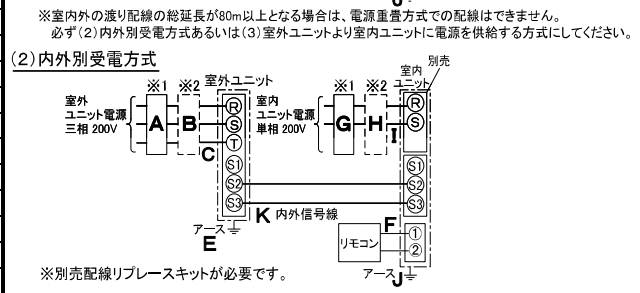 ※室内外の渡り配線の総延長が80m以上となる場合は、電源重畳方式での配線はできません。
必ず(2)内外別受電方式あるいは(3)室外ユニットより室内ユニットに電源を供給する方式にしてください。
(2)内外別受電方式
別売
※1 ※2 室外ユニット ※1 ※2 室内ユニット
室外ユニット電源 三相 200V
A B C
R
S
T
S1
S2
S3
室内ユニット電源 単相 200V
G H I
R
S
S1
S2
S3
K 内外信号線
アース
E
リモコン
F
①
②
アース J
※別売配線リプレースキットが必要です。